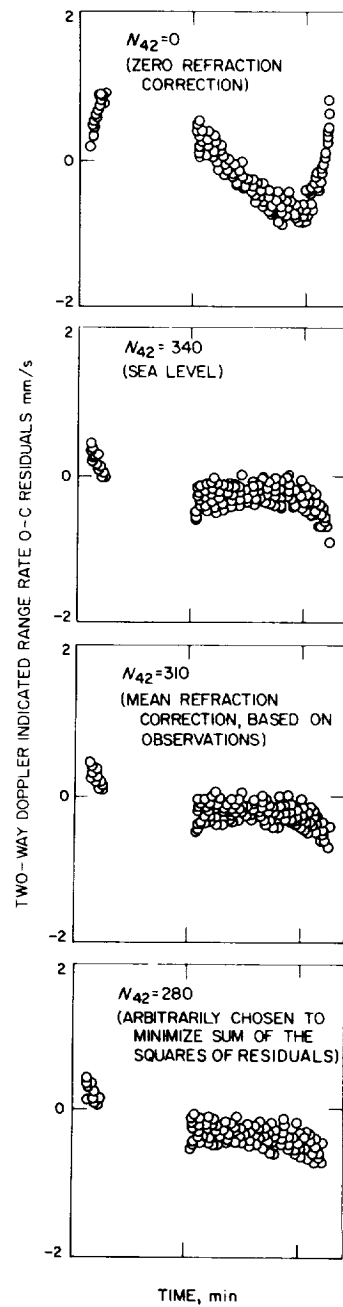 TWO-WAY DOPPLER INDICATED RANGE RATE O-C RESIDUALS mm/s
2
0
-2
N42=0
(ZERO REFRACTION
CORRECTION)
2
0
-2
N42= 340
(SEA LEVEL)
2
0
-2
N42=310
(MEAN REFRACTION
CORRECTION, BASED ON
OBSERVATIONS)
2
0
-2
N42=280
(ARBITRARILY CHOSEN TO
MINIMIZE SUM OF THE
SQUARES OF RESIDUALS)
TIME, min